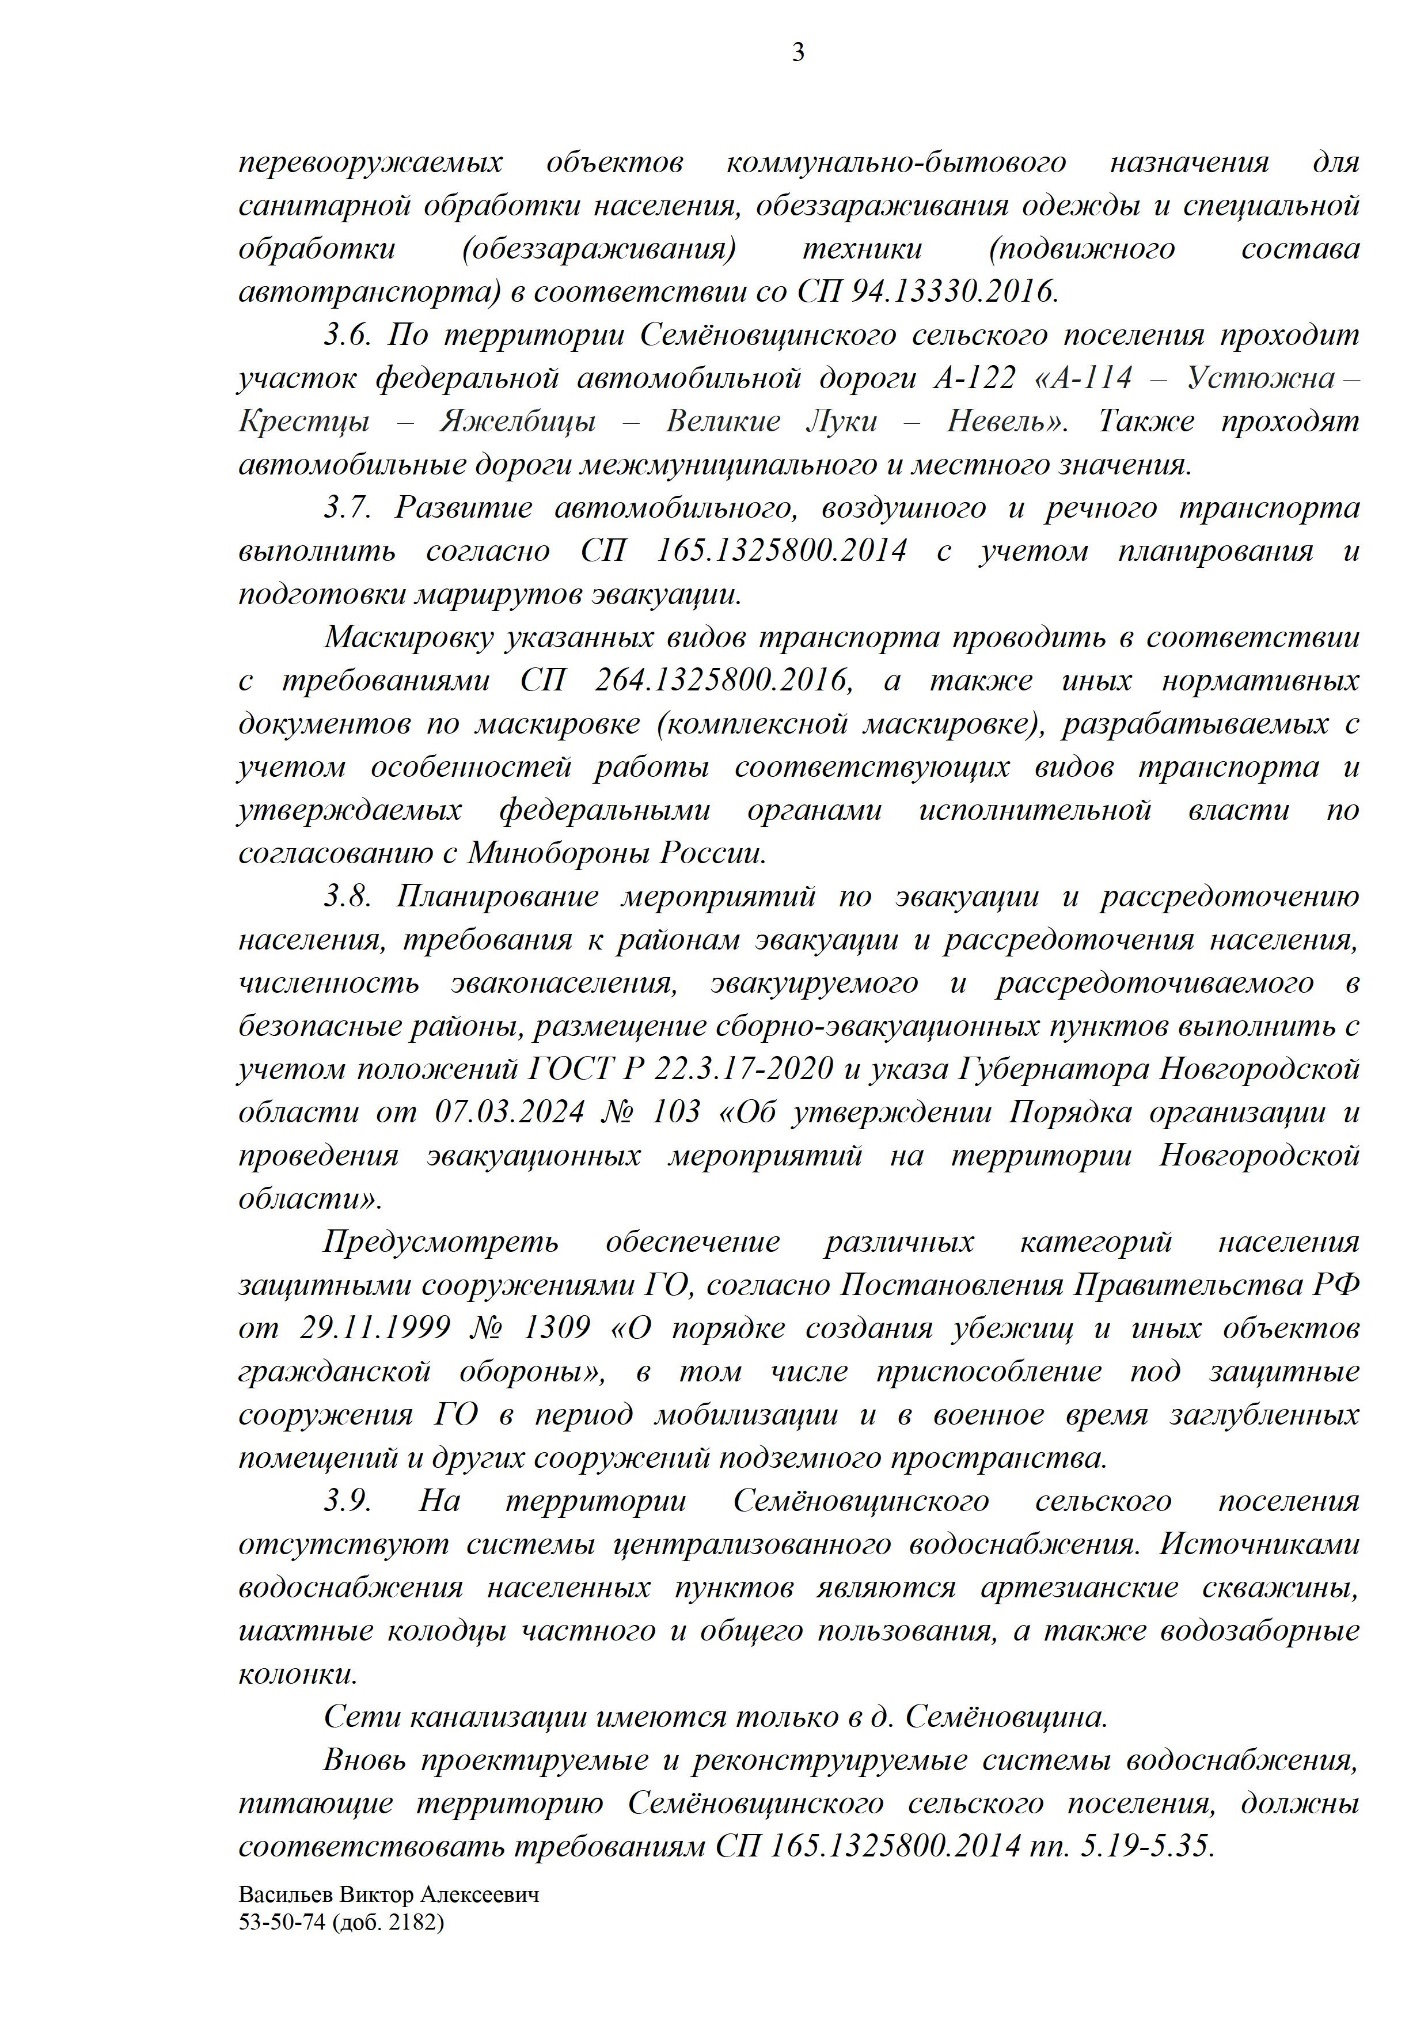 3
перевооружаемых объектов коммунально-бытового назначения для
санитарной обработки населения, обеззараживания одежды и специальной
обработки (обеззараживания) техники (подвижного состава
автотранспорта) в соответствии со СП 94.13330.2016.
3.6. По территории Семёновщинского сельского поселения проходит
участок федеральной автомобильной дороги А-122 «А-114 – Устюжна –
Крестцы – Яжелбицы – Великие Луки – Невель». Также проходят
автомобильные дороги межмуниципального и местного значения.
3.7. Развитие автомобильного, воздушного и речного транспорта
выполнить согласно СП 165.1325800.2014 с учетом планирования и
подготовки маршрутов эвакуации.
Маскировку указанных видов транспорта проводить в соответствии
с требованиями СП 264.1325800.2016, а также иных нормативных
документов по маскировке (комплексной маскировке), разрабатываемых с
учетом особенностей работы соответствующих видов транспорта и
утверждаемых федеральными органами исполнительной власти по
согласованию с Минобороны России.
3.8. Планирование мероприятий по эвакуации и рассредоточению
населения, требования к районам эвакуации и рассредоточения населения,
численность эваконаселения, эвакуируемого и рассредоточиваемого в
безопасные районы, размещение сборно-эвакуационных пунктов выполнить с
учетом положений ГОСТ Р 22.3.17-2020 и указа Губернатора Новгородской
области от 07.03.2024 № 103 «Об утверждении Порядка организации и
проведения эвакуационных мероприятий на территории Новгородской
области».
Предусмотреть обеспечение различных категорий населения
защитными сооружениями ГО, согласно Постановления Правительства РФ
от 29.11.1999 № 1309 «О порядке создания убежищ и иных объектов
гражданской обороны», в том числе приспособление под защитные
сооружения ГО в период мобилизации и в военное время заглубленных
помещений и других сооружений подземного пространства.
3.9. На территории Семёновщинского сельского поселения
отсутствуют системы централизованного водоснабжения. Источниками
водоснабжения населенных пунктов являются артезианские скважины,
шахтные колодцы частного и общего пользования, а также водозаборные
колонки.
Сети канализации имеются только в д. Семёновщина.
Вновь проектируемые и реконструируемые системы водоснабжения,
питающие территорию Семёновщинского сельского поселения, должны
соответствовать требованиям СП 165.1325800.2014 пп. 5.19-5.35.
Васильев Виктор Алексеевич
53-50-74 (доб. 2182)